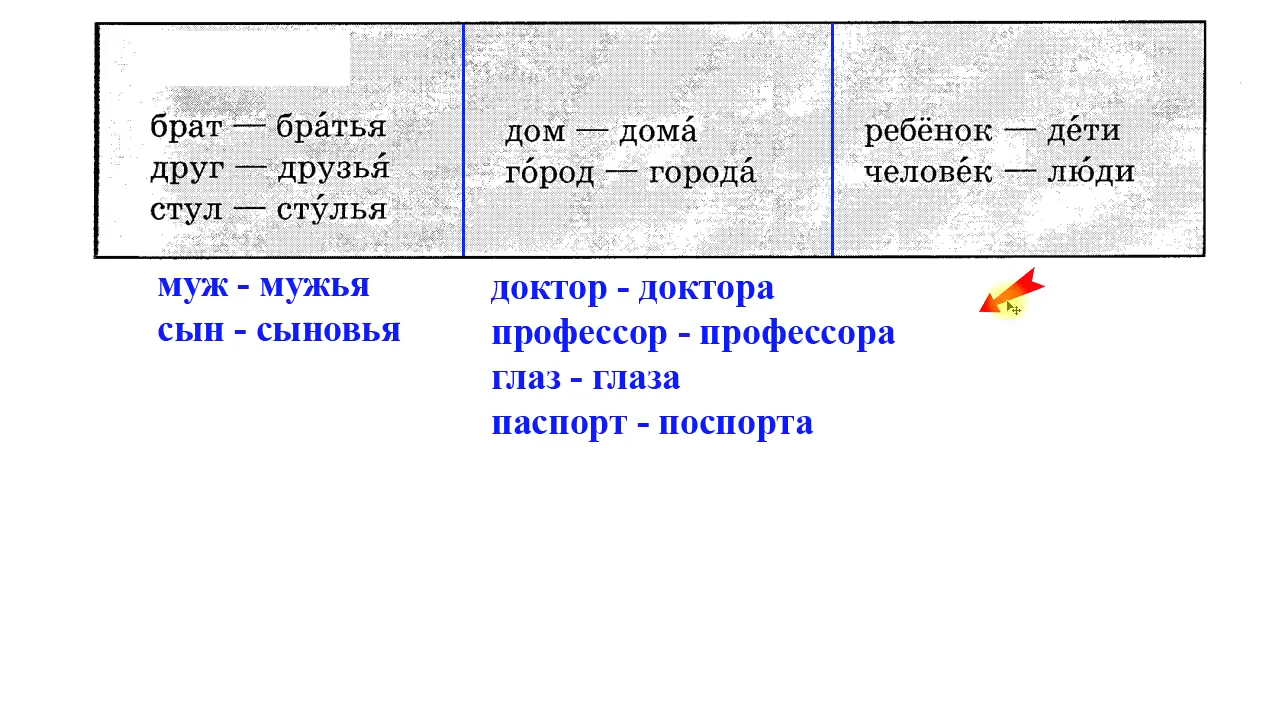 брат — бра́тья
друг — друзья́
стул — сту́лья
дом — дома́
го́род — города́
ребёнок — де́ти
челове́к — лю́ди
муж - мужья
сын - сыновья
доктор - доктора
профессор - профессора
глаз - глаза
паспорт - поспорта